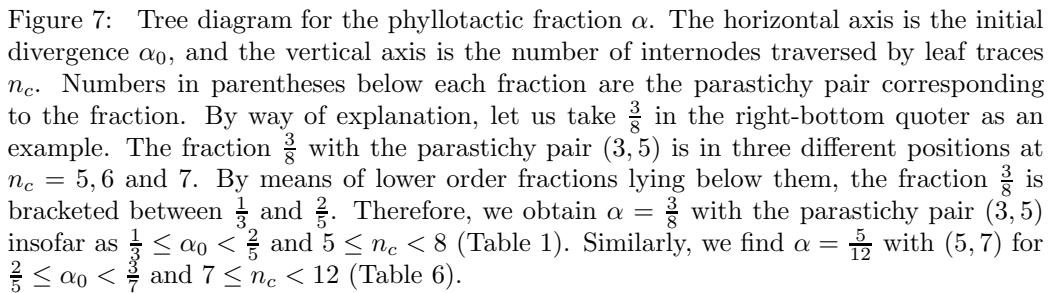 Figure 7: Tree diagram for the phyllotactic fraction α. The horizontal axis is the initial
divergence α₀, and the vertical axis is the number of internodes traversed by leaf traces
n_c. Numbers in parentheses below each fraction are the parastichy pair corresponding
to the fraction. By way of explanation, let us take 3/8 in the right-bottom quoter as an
example. The fraction 3/8 with the parastichy pair (3, 5) is in three different positions at
n_c = 5, 6 and 7. By means of lower order fractions lying below them, the fraction 3/8 is
bracketed between 1/3 and 2/5. Therefore, we obtain α = 3/8 with the parastichy pair (3, 5)
insofar as 1/3 ≤ α₀ < 2/5 and 5 ≤ n_c < 8 (Table 1). Similarly, we find α = 5/12 with (5, 7) for
2/5 ≤ α₀ < 3/7 and 7 ≤ n_c < 12 (Table 6).